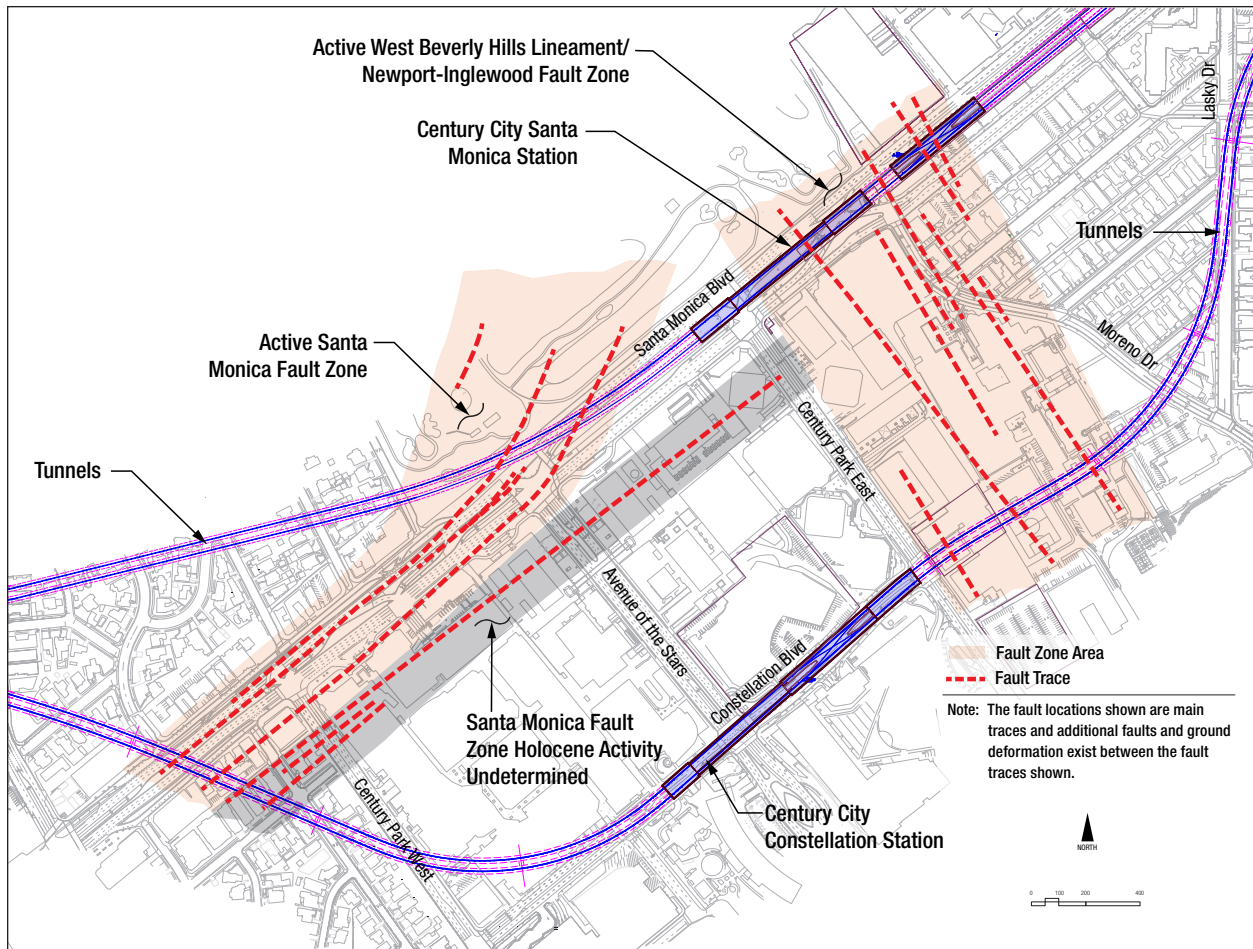 Active West Beverly Hills Lineament/
Newport-Inglewood Fault Zone
Century City Santa
Monica Station
Lasky Dr
Tunnels
Santa Monica Blvd
Moreno Dr
Active Santa
Monica Fault Zone
Century Park East
Tunnels
Avenue of the Stars
Constellation Blvd
Fault Zone Area
Fault Trace
Note: The fault locations shown are main
traces and additional faults and ground
deformation exist between the fault
traces shown.
Santa Monica Fault
Zone Holocene Activity
Undetermined
Century Park West
Century City
Constellation Station
NORTH
0 50 100 200 400